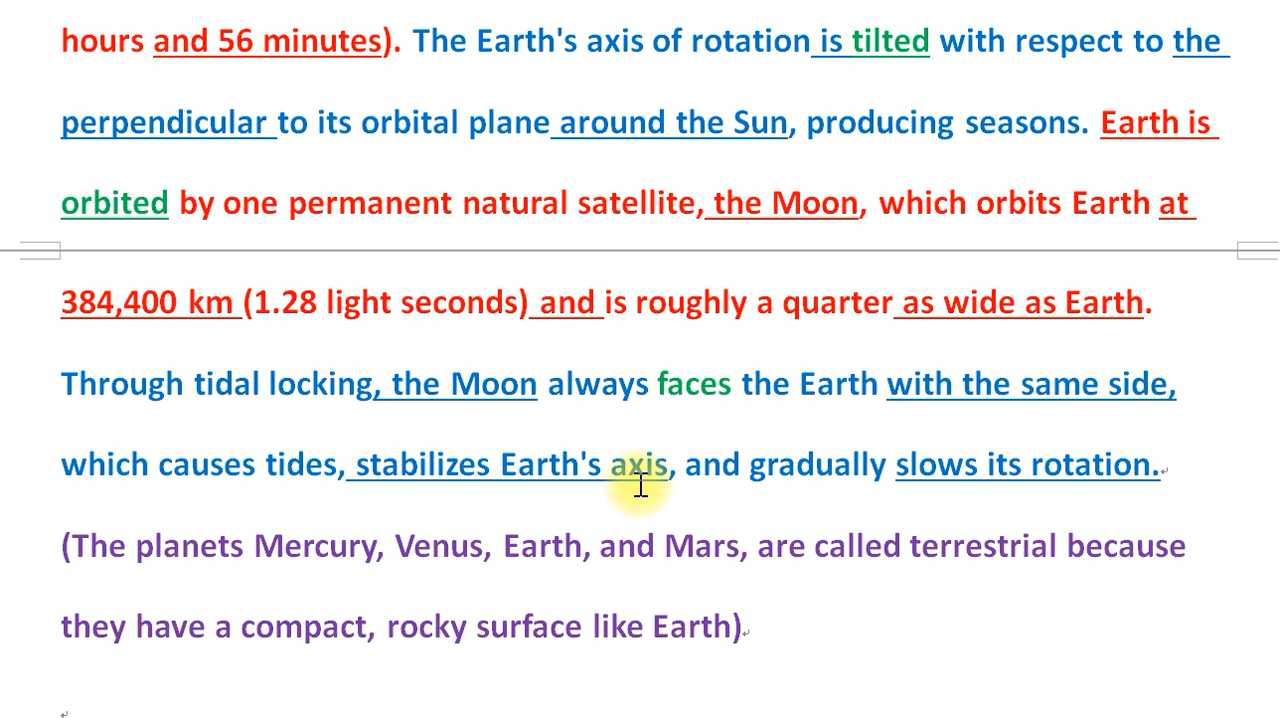 hours and 56 minutes). The Earth's axis of rotation is tilted with respect to the
perpendicular to its orbital plane around the Sun, producing seasons. Earth is
orbited by one permanent natural satellite, the Moon, which orbits Earth at
384,400 km (1.28 light seconds) and is roughly a quarter as wide as Earth.
Through tidal locking, the Moon always faces the Earth with the same side,
which causes tides, stabilizes Earth's axis, and gradually slows its rotation.
(The planets Mercury, Venus, Earth, and Mars, are called terrestrial because
they have a compact, rocky surface like Earth)